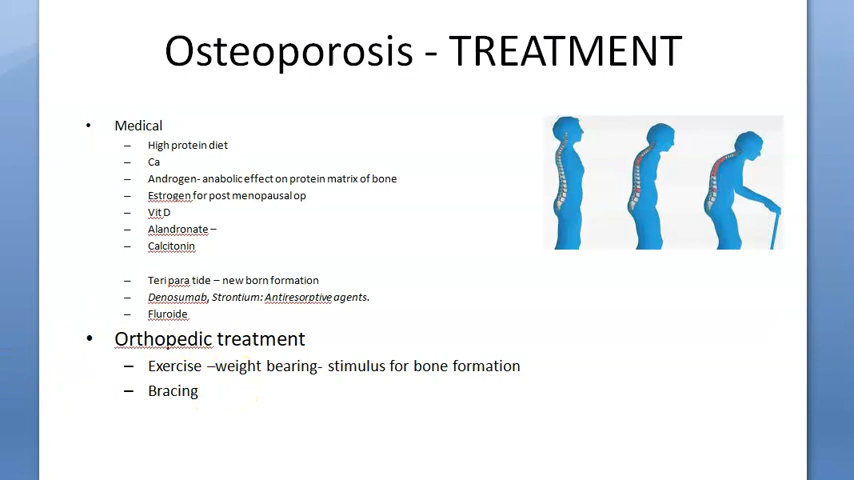 Osteoporosis - TREATMENT
• Medical
– High protein diet
– Ca
– Androgen- anabolic effect on protein matrix of bone
– Estrogen for post menopausal op
– Vit D
– Alandronate –
– Calcitonin
– Teri para tide – new born formation
– Denosumab, Strontium: Antiresorptive agents.
– Fluroide
• Orthopedic treatment
– Exercise –weight bearing- stimulus for bone formation
– Bracing